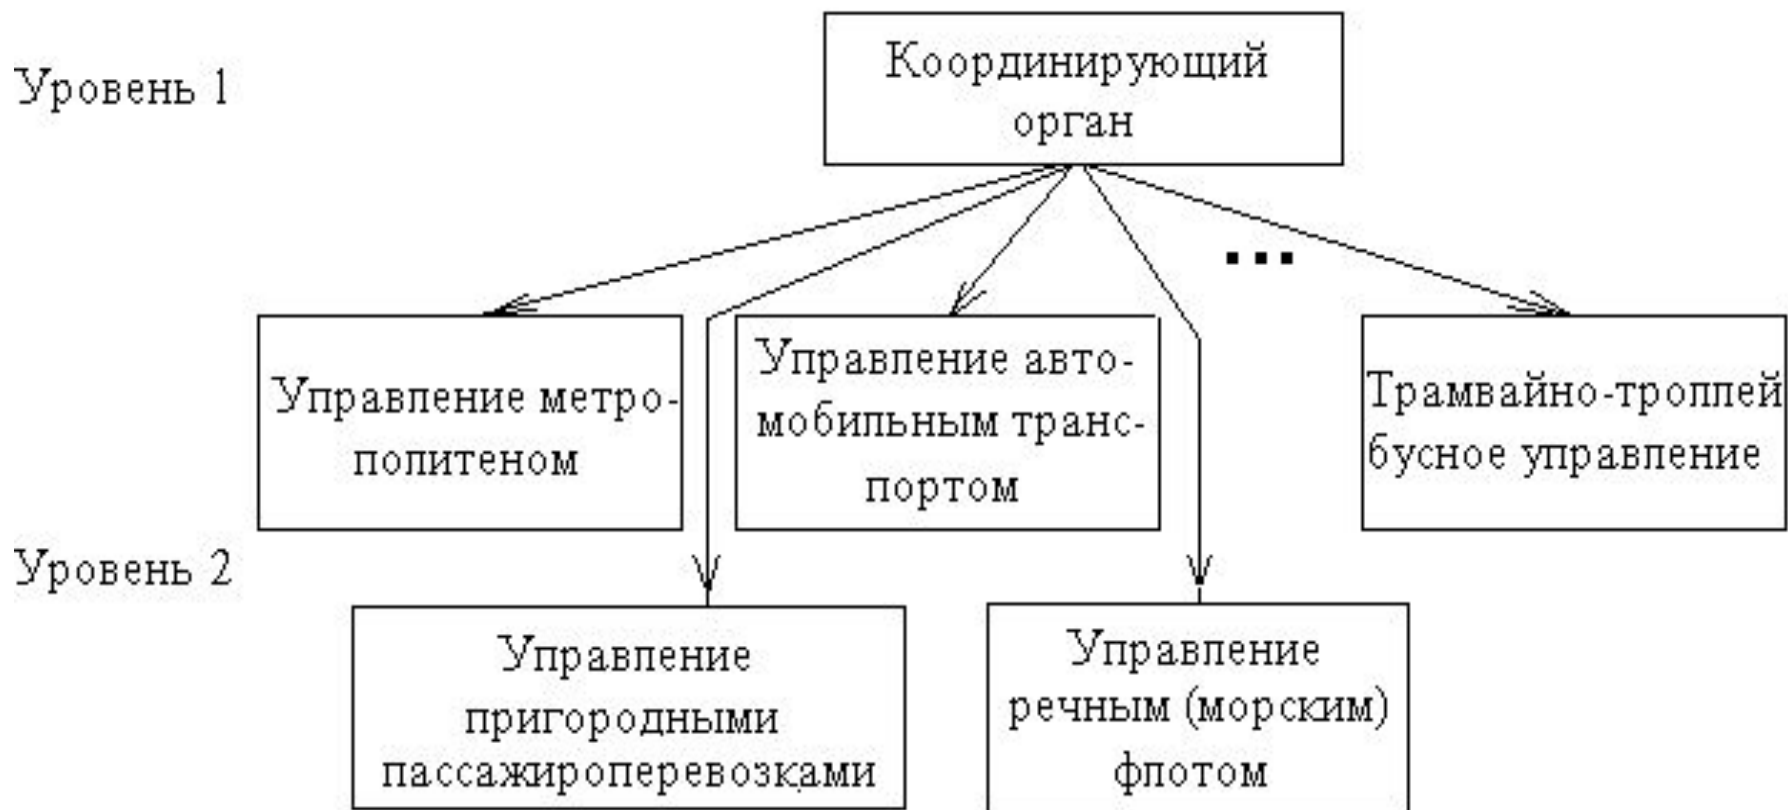 Уровень 1
Координирующий
орган
...
Управление метро-
политеном
Управление авто-
мобильным транс-
портом
Трамвайно-троллей
бусное управление
Уровень 2
Управление
пригородными
пассажироперевозками
Управление
речным (морским)
флотом